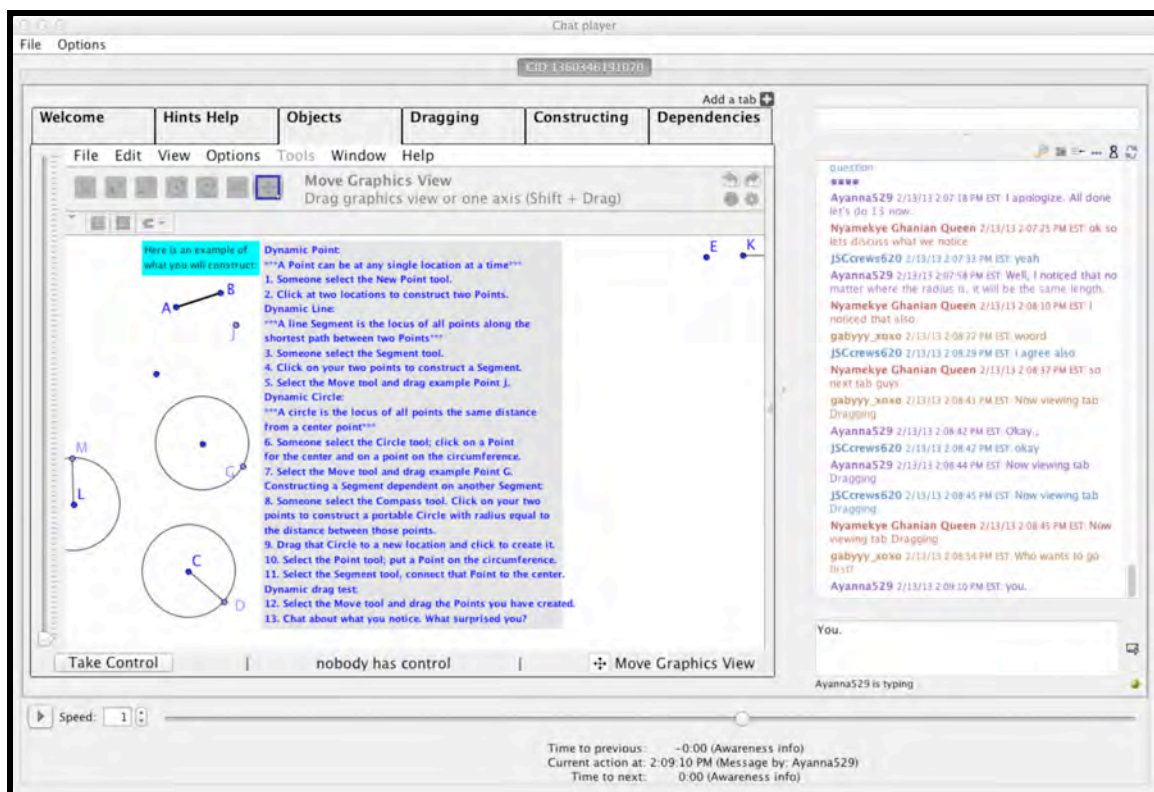 Chat player
File Options
CID 1360346191070
Add a tab
Welcome Hints Help Objects Dragging Constructing Dependencies
File Edit View Options Tools Window Help
Move Graphics View
Drag graphics view or one axis (Shift + Drag)
Here is an example of
what you will construct:
A
B
J
M
L
G
C
D
E
K
Dynamic Point:
***A Point can be at any single location at a time***
1. Someone select the New Point tool.
2. Click at two locations to construct two Points.
Dynamic Line:
***A line Segment is the locus of all points along the
shortest path between two Points***
3. Someone select the Segment tool.
4. Click on your two points to construct a Segment.
5. Select the Move tool and drag example Point J.
Dynamic Circle:
***A circle is the locus of all points the same distance
from a center point***
6. Someone select the Circle tool; click on a Point
for the center and on a point on the circumference.
7. Select the Move tool and drag example Point G.
Constructing a Segment dependent on another Segment:
8. Someone select the Compass tool. Click on your two
points to construct a portable Circle with radius equal to
the distance between those points.
9. Drag that Circle to a new location and click to create it.
10. Select the Point tool; put a Point on the circumference.
11. Select the Segment tool, connect that Point to the center.
Dynamic drag test:
12. Select the Move tool and drag the Points you have created.
13. Chat about what you notice. What surprised you?
Take Control | nobody has control | Move Graphics View
question
****
Ayanna529 2/13/13 2:07:18 PM EST: I apologize. All done
let's do 13 now.
Nyamekye Ghanian Queen 2/13/13 2:07:25 PM EST: ok so
lets discuss what we notice
JSCcrews620 2/13/13 2:07:33 PM EST: yeah
Ayanna529 2/13/13 2:07:58 PM EST: Well, I noticed that no
matter where the radius is, it will be the same length.
Nyamekye Ghanian Queen 2/13/13 2:08:10 PM EST: I
noticed that also
gabyyy_xoxo 2/13/13 2:08:27 PM EST: woord
JSCcrews620 2/13/13 2:08:29 PM EST: i agree also
Nyamekye Ghanian Queen 2/13/13 2:08:37 PM EST: so
next tab guys
gabyyy_xoxo 2/13/13 2:08:43 PM EST: Now viewing tab
Dragging
Ayanna529 2/13/13 2:08:42 PM EST: Okay.,
JSCcrews620 2/13/13 2:08:42 PM EST: okay
Ayanna529 2/13/13 2:08:44 PM EST: Now viewing tab
Dragging
JSCcrews620 2/13/13 2:08:45 PM EST: Now viewing tab
Dragging
Nyamekye Ghanian Queen 2/13/13 2:08:45 PM EST: Now
viewing tab Dragging
gabyyy_xoxo 2/13/13 2:08:54 PM EST: Who wants to go
first?
Ayanna529 2/13/13 2:09:10 PM EST: you.
You.
Ayanna529 is typing
Speed: 1
Time to previous: -0:00 (Awareness info)
Current action at: 2:09:10 PM (Message by: Ayanna529)
Time to next: 0:00 (Awareness info)